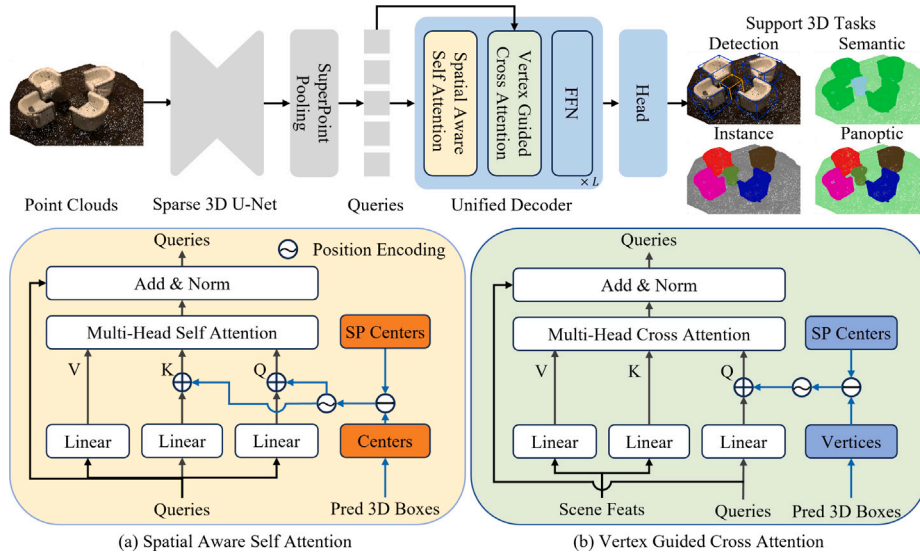 Support 3D Tasks
Detection
Semantic
SuperPoint
Pooling
Spatial Aware
Self Attention
Vertex Guided
Cross Attention
FFN
Head
× L
Instance
Panoptic
Point Clouds
Sparse 3D U-Net
Queries
Unified Decoder
Queries
Position Encoding
Add & Norm
Multi-Head Self Attention
SP Centers
V
K
Q
Linear
Linear
Linear
Centers
Queries
Pred 3D Boxes
(a) Spatial Aware Self Attention
Queries
Add & Norm
Multi-Head Cross Attention
SP Centers
V
K
Q
Linear
Linear
Linear
Vertices
Scene Feats
Queries
Pred 3D Boxes
(b) Vertex Guided Cross Attention